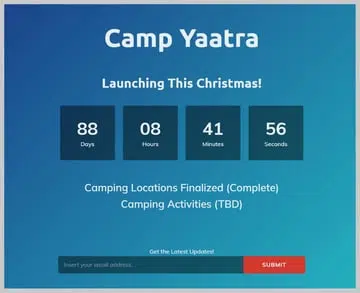 Camp Yaatra
Launching This Christmas!
88 08 41 56
Days Hours Minutes Seconds
Camping Locations Finalized (Complete)
Camping Activities (TBD)
Get the Latest Updates!
Insert your email address.. SUBMIT